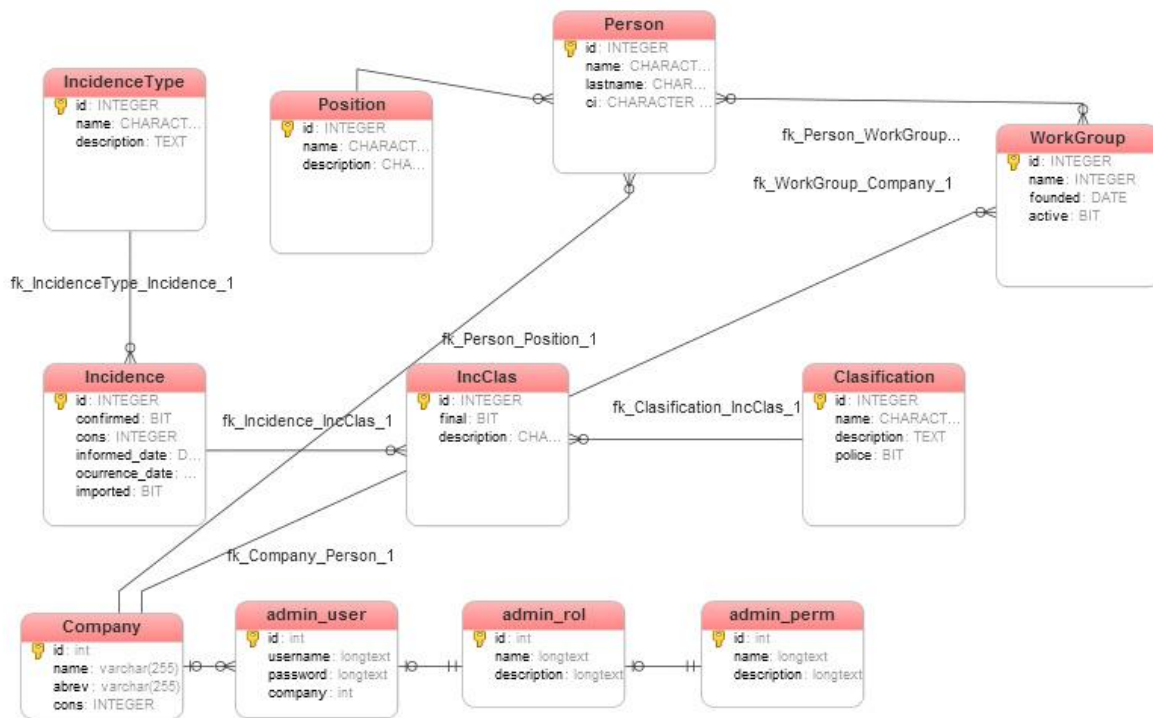 Person
id: INTEGER
name: CHARACT...
lastname: CHAR...
ci: CHARACTER ...
IncidenceType
id: INTEGER
name: CHARACT...
description: TEXT
Position
id: INTEGER
name: CHARACT...
description: CHA...
WorkGroup
id: INTEGER
name: INTEGER
founded: DATE
active: BIT
fk_Person_WorkGroup...
fk_WorkGroup_Company_1
fk_IncidenceType_Incidence_1
fk_Person_Position_1
Incidence
id: INTEGER
confirmed: BIT
cons: INTEGER
informed_date: D...
ocurrence_date: ...
imported: BIT
fk_Incidence_IncClas_1
IncClas
id: INTEGER
final: BIT
description: CHA...
fk_Clasification_IncClas_1
Clasification
id: INTEGER
name: CHARACT...
description: TEXT
police: BIT
fk_Company_Person_1
Company
id: int
name: varchar(255)
abrev: varchar(255)
cons: INTEGER
admin_user
id: int
username: longtext
password: longtext
company: int
admin_rol
id: int
name: longtext
description: longtext
admin_perm
id: int
name: longtext
description: longtext